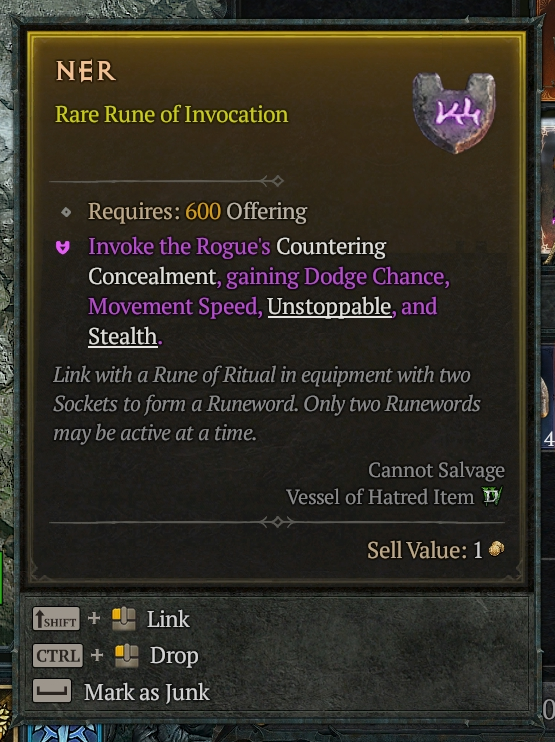 NER
Rare Rune of Invocation
Requires: 600 Offering
Invoke the Rogue's Countering
Concealment, gaining Dodge Chance,
Movement Speed, Unstoppable, and
Stealth.
Link with a Rune of Ritual in equipment with two
Sockets to form a Runeword. Only two Runewords
may be active at a time.
Cannot Salvage
Vessel of Hatred Item
Sell Value: 1
SHIFT + Link
CTRL + Drop
Mark as Junk
4
0